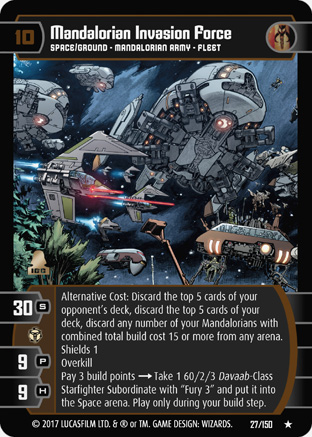 10
Mandalorian Invasion Force
SPACE/GROUND - MANDALORIAN ARMY - FLEET
30 S
Alternative Cost: Discard the top 5 cards of your
opponent's deck, discard the top 5 cards of your
deck, discard any number of your Mandalorians with
combined total build cost 15 or more from any arena.
Shields 1
9 P
Overkill
Pay 3 build points → Take 1 60/2/3 Davaab-Class
9 H
Starfighter Subordinate with "Fury 3" and put it into
the Space arena. Play only during your build step.
© 2017 LUCASFILM LTD. & ® or TM. GAME DESIGN: WIZARDS. 27/150 ★